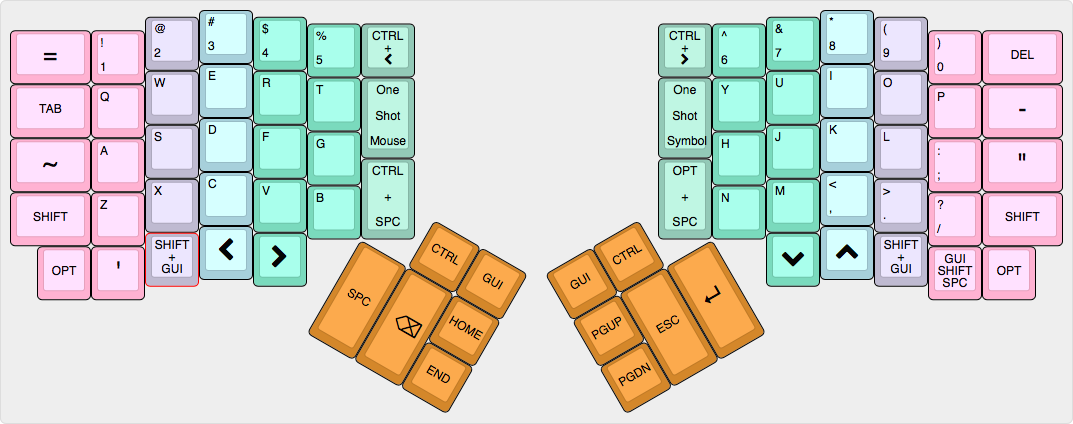 =
!
1
@
2
#
3
$
4
%
5
CTRL
+
<
TAB
Q
W
E
R
T
One
Shot
Mouse
~
A
S
D
F
G
CTRL
+
SPC
SHIFT
Z
X
C
V
B
OPT
'
SHIFT
+
GUI
<
>
CTRL
GUI
SPC
HOME
END
CTRL
+
>
^
6
&
7
*
8
(
9
)
0
DEL
One
Shot
Symbol
Y
U
I
O
P
-
H
J
K
L
:
;
"
OPT
+
SPC
N
M
<
,
>
.
?
/
SHIFT
SHIFT
+
GUI
GUI
SHIFT
SPC
OPT
GUI
CTRL
PGUP
ESC
PGDN